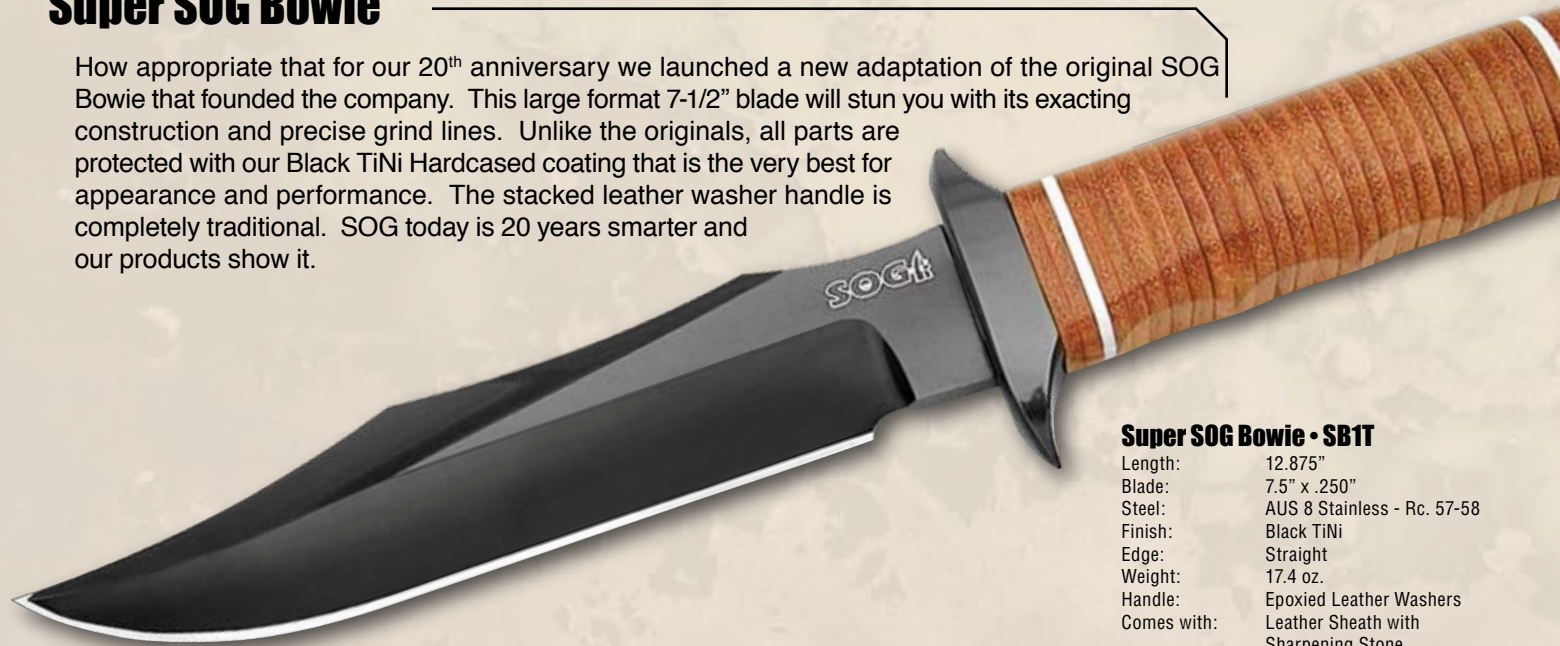 Super SOG Bowie
How appropriate that for our 20th anniversary we launched a new adaptation of the original SOG
Bowie that founded the company.  This large format 7-1/2” blade will stun you with its exacting
construction and precise grind lines.  Unlike the originals, all parts are
protected with our Black TiNi Hardcased coating that is the very best for
appearance and performance.  The stacked leather washer handle is
completely traditional.  SOG today is 20 years smarter and
our products show it.
SOG
Super SOG Bowie • SB1T
Length: 12.875”
Blade: 7.5” x .250”
Steel: AUS 8 Stainless - Rc. 57-58
Finish: Black TiNi
Edge: Straight
Weight: 17.4 oz.
Handle: Epoxied Leather Washers
Comes with: Leather Sheath with
Sharpening Stone